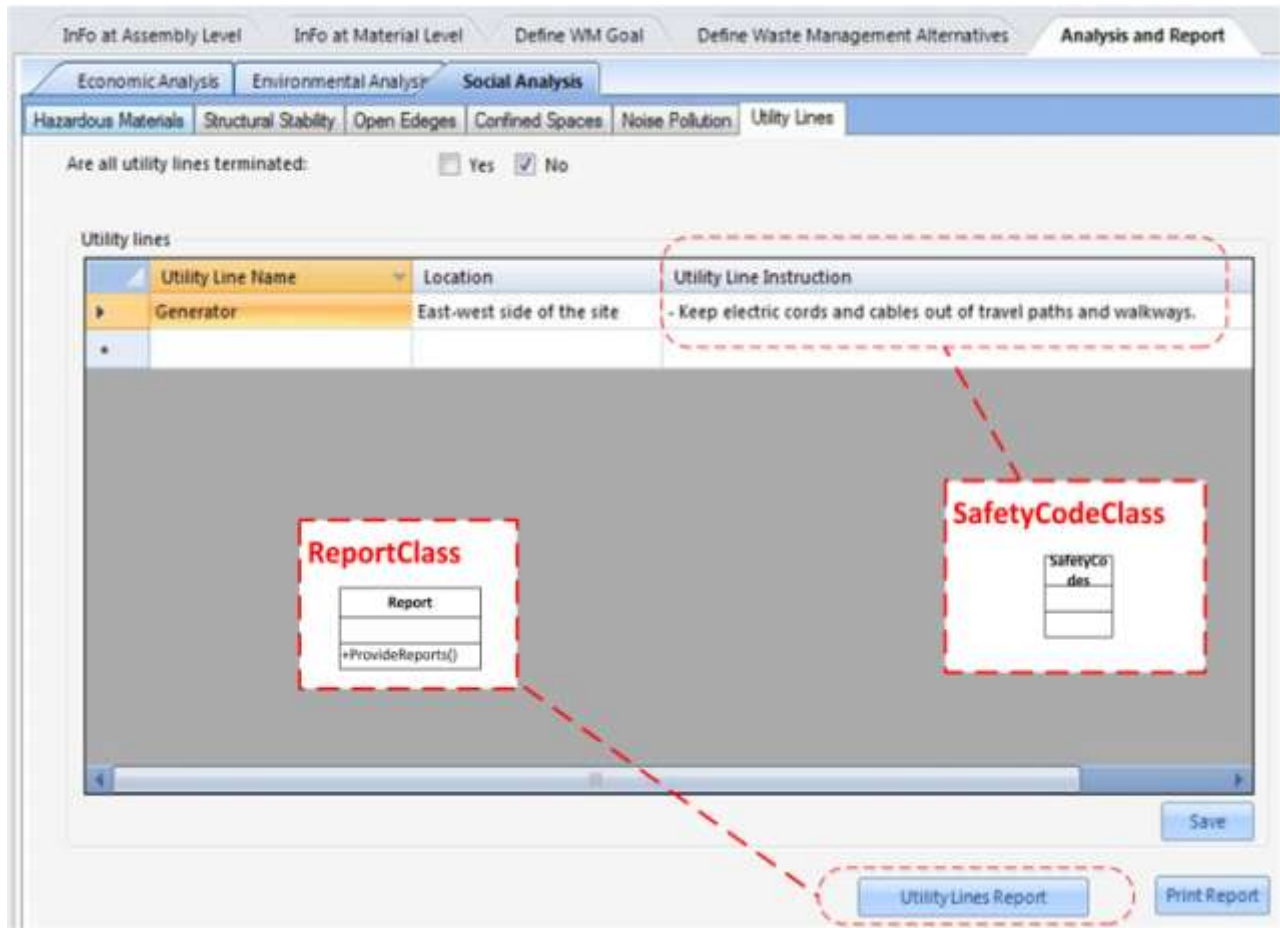 InFo at Assembly Level InFo at Material Level Define WM Goal Define Waste Management Alternatives Analysis and Report
Economic Analysis Environmental Analysis Social Analysis
Hazardous Materials Structural Stability Open Edeges Confined Spaces Noise Pollution Utility Lines
Are all utility lines terminated: Yes No
Utility lines
Utility Line Name Location Utility Line Instruction
Generator East-west side of the site - Keep electric cords and cables out of travel paths and walkways.
SafetyCodeClass
SafetyCo
des
ReportClass
Report
+ProvideReports()
Save
Utility Lines Report Print Report